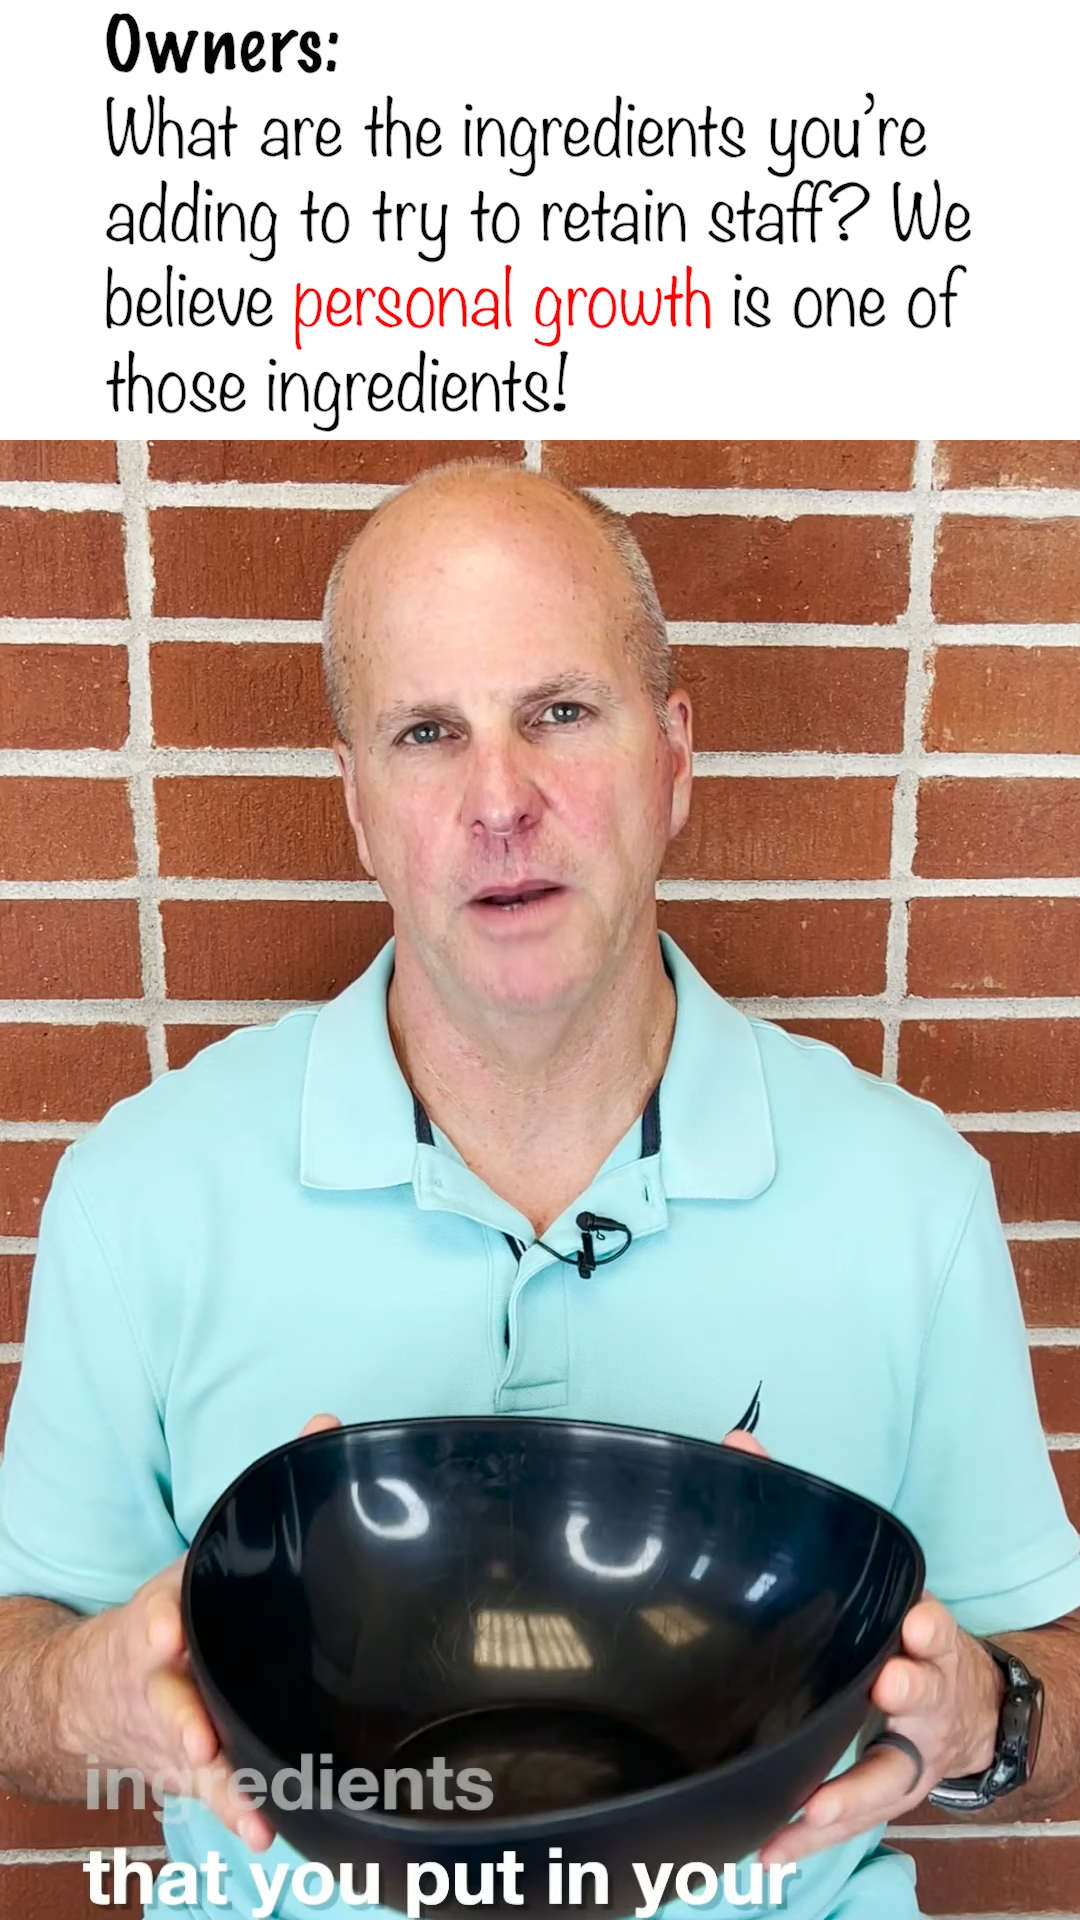 Owners:
What are the ingredients you're
adding to try to retain staff? We
believe personal growth is one of
those ingredients!
ingredients
that you put in your